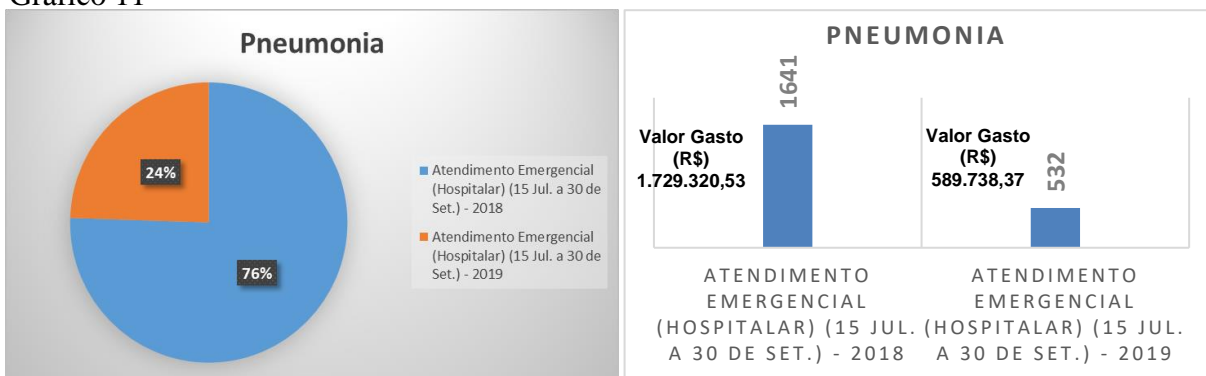 Gráfico 11
Pneumonia
24%
76%
Atendimento Emergencial
(Hospitalar) (15 Jul. a 30 de
Set.) - 2018
Atendimento Emergencial
(Hospitalar) (15 Jul. a 30 de
Set.) - 2019
PNEUMONIA
1641
Valor Gasto
(R$)
1.729.320,53
532
Valor Gasto
(R$)
589.738,37
ATENDIMENTO
EMERGENCIAL
(HOSPITALAR) (15 JUL.
A 30 DE SET.) - 2018
ATENDIMENTO
EMERGENCIAL
(HOSPITALAR) (15 JUL.
A 30 DE SET.) - 2019